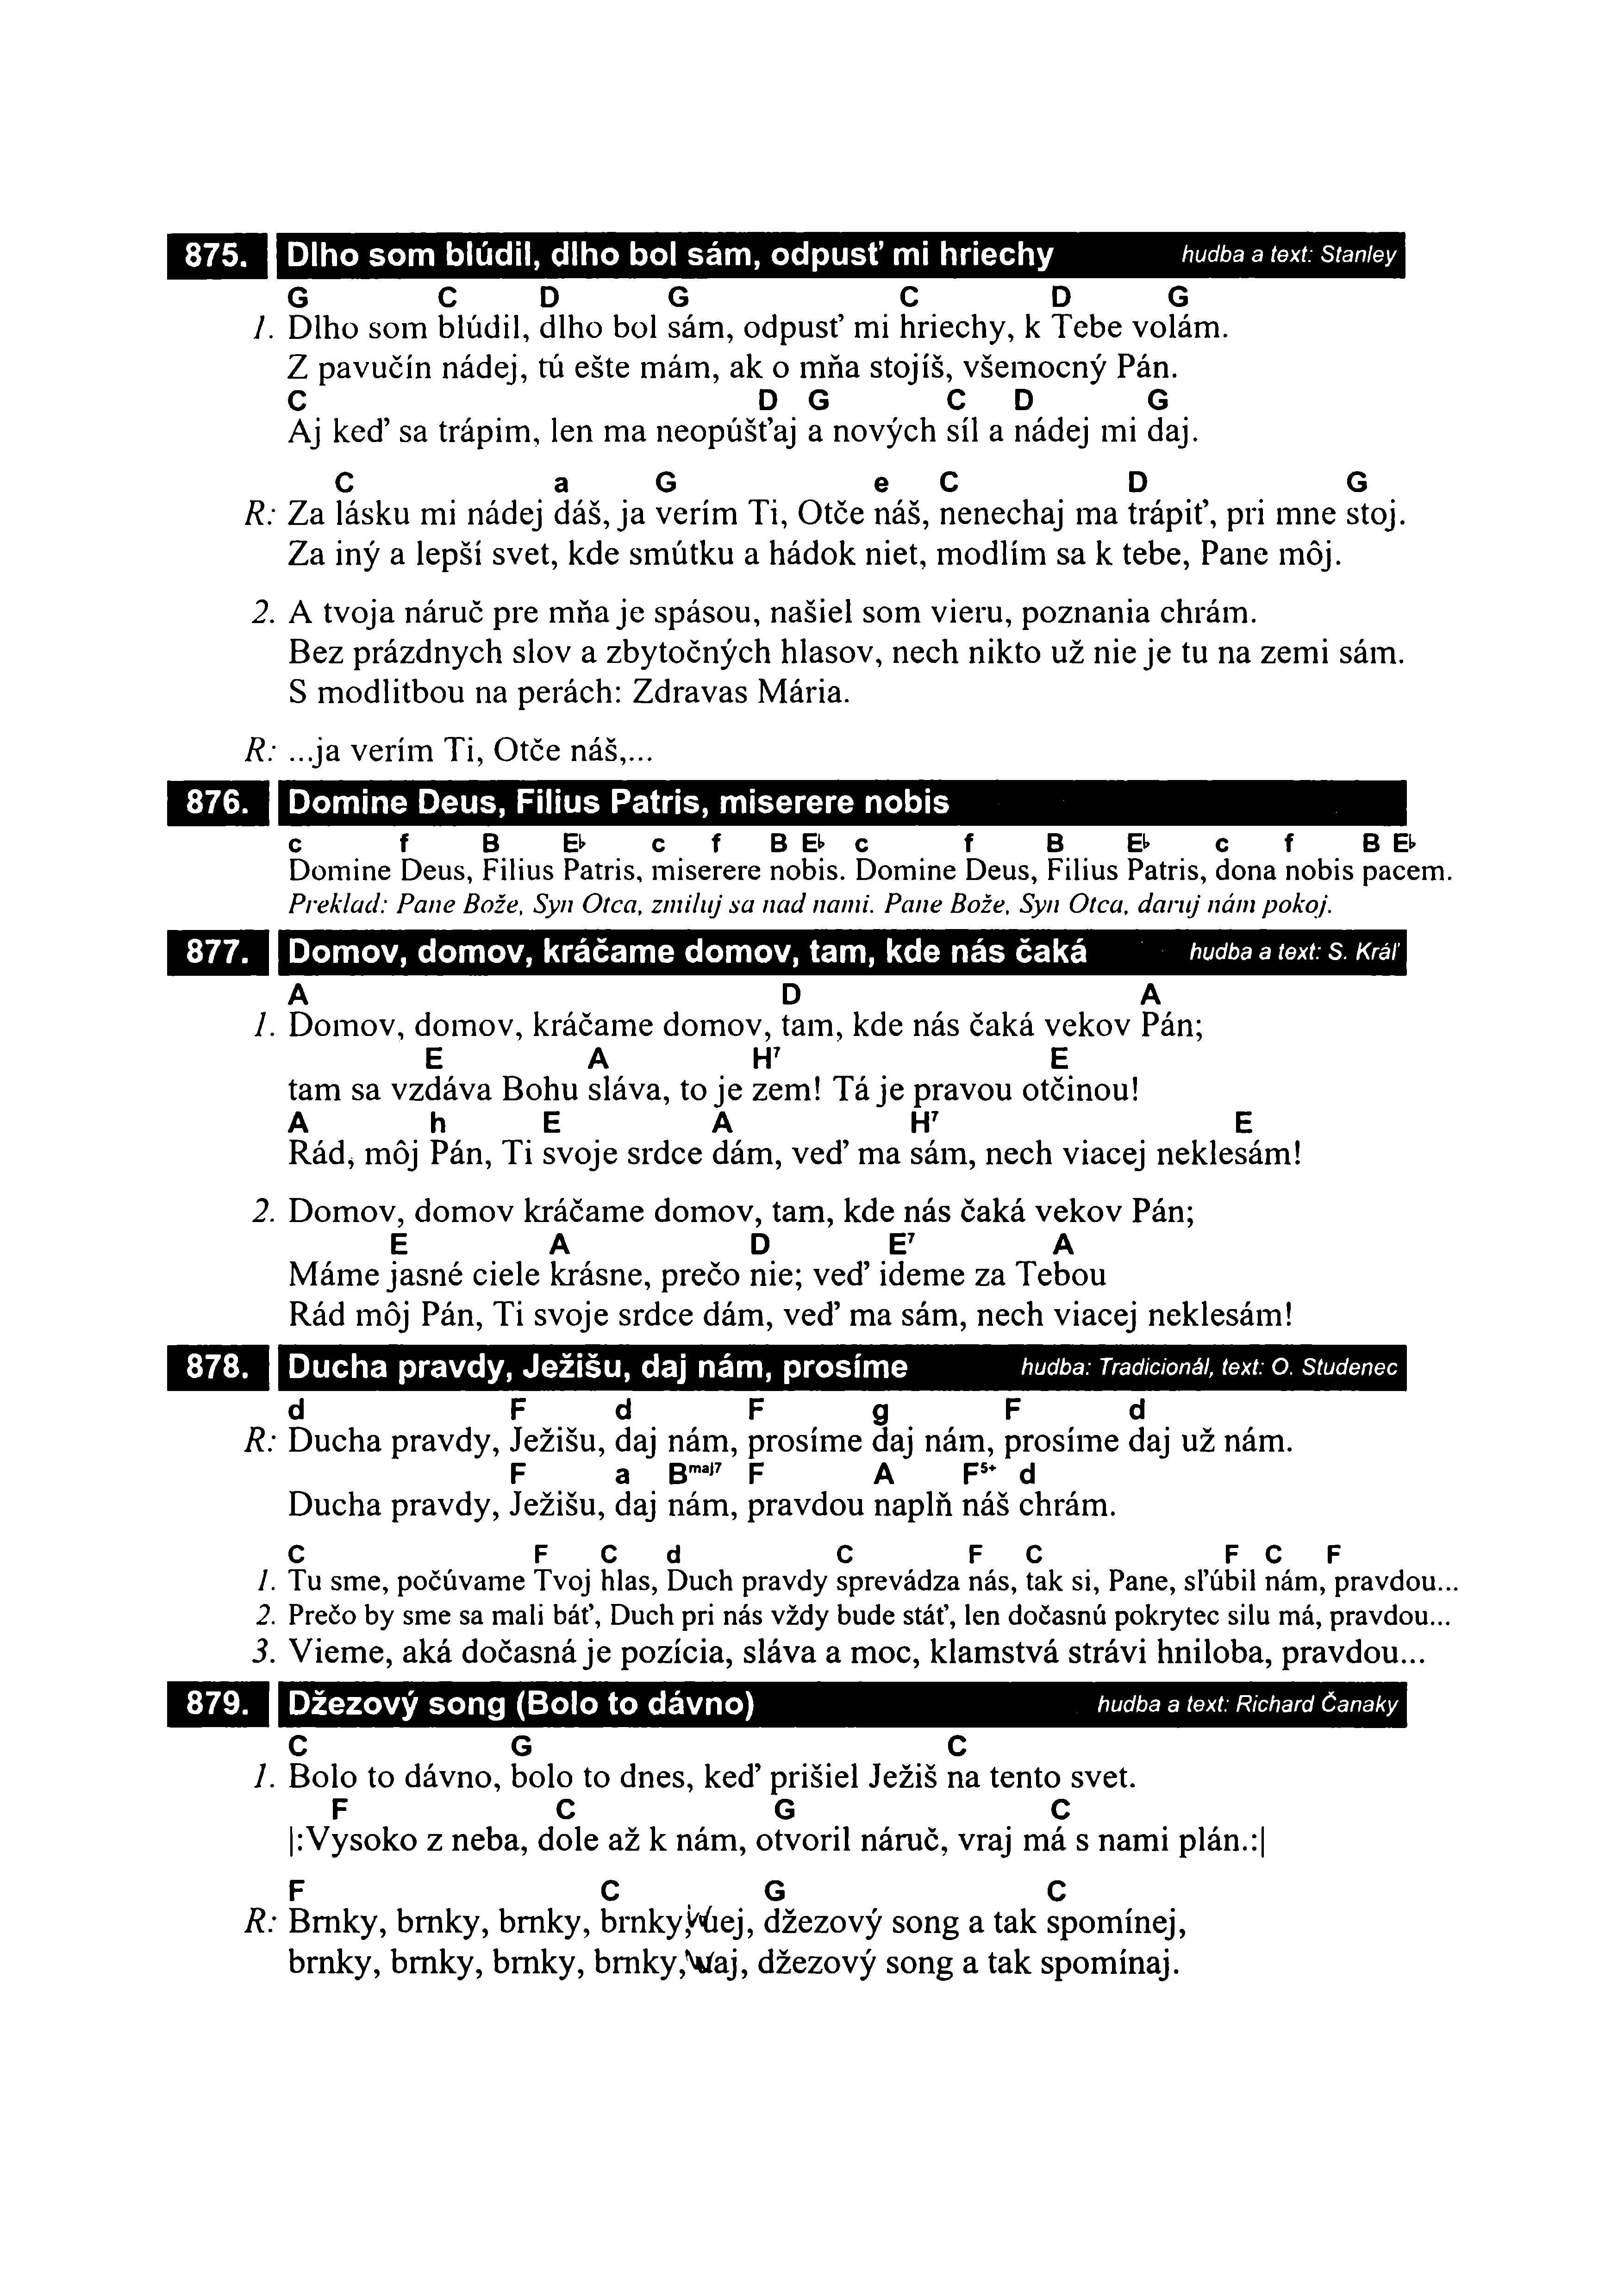 875. Dlho som blúdil, dlho bol sám, odpusť mi hriechy hudba a text: Stanley
G C D G C D G
1. Dlho som blúdil, dlho bol sám, odpusť mi hriechy, k Tebe volám.
Z pavučín nádej, tú ešte mám, ak o mňa stojíš, všemocný Pán.
C D G C D G
Aj keď sa trápim, len ma neopúšťaj a nových síl a nádej mi daj.
C a G e C D G
R: Za lásku mi nádej dáš, ja verím Ti, Otče náš, nenechaj ma trápiť, pri mne stoj.
Za iný a lepší svet, kde smútku a hádok niet, modlím sa k tebe, Pane môj.
2. A tvoja náruč pre mňa je spásou, našiel som vieru, poznania chrám.
Bez prázdnych slov a zbytočných hlasov, nech nikto už nie je tu na zemi sám.
S modlitbou na perách: Zdravas Mária.
R: ...ja verím Ti, Otče náš,...
876. Domine Deus, Filius Patris, miserere nobis
c f B E♭ c f B E♭ c f B E♭ c f B E♭
Domine Deus, Filius Patris, miserere nobis. Domine Deus, Filius Patris, dona nobis pacem.
Preklad: Pane Bože, Syn Otca, zmiluj sa nad nami. Pane Bože, Syn Otca, daruj nám pokoj.
877. Domov, domov, kráčame domov, tam, kde nás čaká hudba a text: S. Kráľ
A D A
1. Domov, domov, kráčame domov, tam, kde nás čaká vekov Pán;
E A H⁷ E
tam sa vzdáva Bohu sláva, to je zem! Tá je pravou otčinou!
A h E A H⁷ E
Rád, môj Pán, Ti svoje srdce dám, veď ma sám, nech viacej neklesám!
2. Domov, domov kráčame domov, tam, kde nás čaká vekov Pán;
E A D E⁷ A
Máme jasné ciele krásne, prečo nie; veď ideme za Tebou
Rád môj Pán, Ti svoje srdce dám, veď ma sám, nech viacej neklesám!
878. Ducha pravdy, Ježišu, daj nám, prosíme hudba: Tradicionál, text: O. Studenec
d F d F g F d
R: Ducha pravdy, Ježišu, daj nám, prosíme daj nám, prosíme daj už nám.
F a Bmaj7 F A F5+ d
Ducha pravdy, Ježišu, daj nám, pravdou naplň náš chrám.
C F C d C F C F C F
1. Tu sme, počúvame Tvoj hlas, Duch pravdy sprevádza nás, tak si, Pane, sľúbil nám, pravdou...
2. Prečo by sme sa mali báť, Duch pri nás vždy bude stáť, len dočasnú pokrytec silu má, pravdou...
3. Vieme, aká dočasná je pozícia, sláva a moc, klamstvá strávi hniloba, pravdou...
879. Džezový song (Bolo to dávno) hudba a text: Richard Čanaky
C G C
1. Bolo to dávno, bolo to dnes, keď prišiel Ježiš na tento svet.
F C G C
|:Vysoko z neba, dole až k nám, otvoril náruč, vraj má s nami plán.:|
F C G C
R: Brnky, brnky, brnky, brnky, džezový song a tak spomínej,
brnky, brnky, brnky, brnky, džezový song a tak spomínaj.